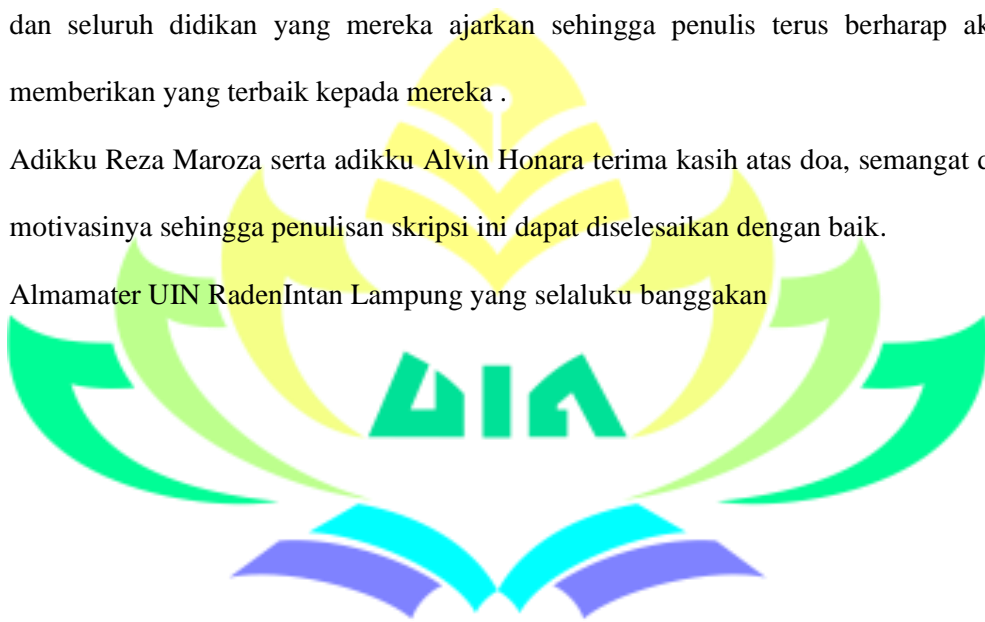 dan seluruh didikan yang mereka ajarkan sehingga penulis terus berharap
memberikan yang terbaik kepada mereka .
Adikku Reza Maroza serta adikku Alvin Honara terima kasih atas doa, semangat
motivasinya sehingga penulisan skripsi ini dapat diselesaikan dengan baik.
Almamater UIN RadenIntan Lampung yang selaluku banggakan
UIN